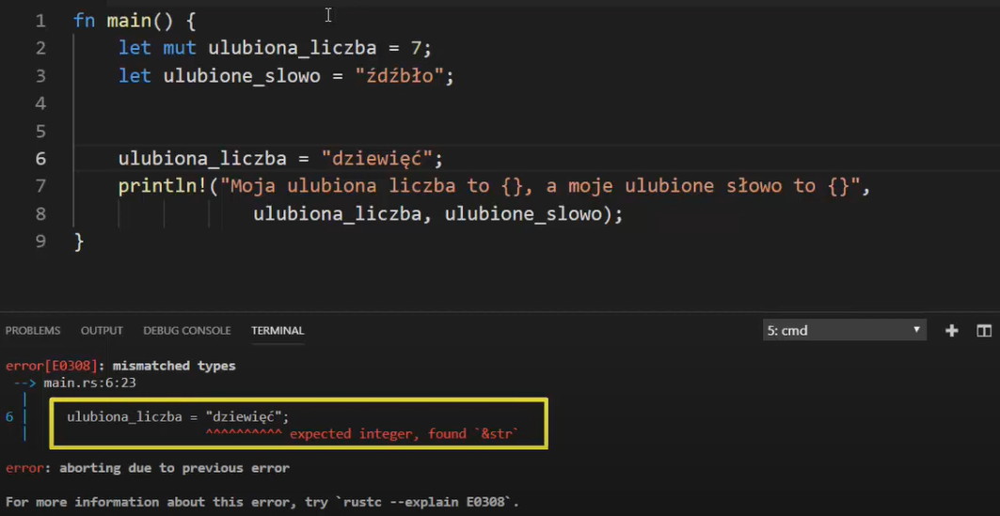 1 fn main() {
2 let mut ulubiona_liczba = 7;
3 let ulubione_slowo = "źdźbło";
4
5
6 ulubiona_liczba = "dziewięć";
7 println!("Moja ulubiona liczba to {}, a moje ulubione słowo to {}",
8 ulubiona_liczba, ulubione_slowo);
9 }
PROBLEMS OUTPUT DEBUG CONSOLE TERMINAL 5: cmd
error[E0308]: mismatched types
--> main.rs:6:23
|
6 | ulubiona_liczba = "dziewięć";
| ^^^^^^^^^^ expected integer, found `&str`
error: aborting due to previous error
For more information about this error, try `rustc --explain E0308`.